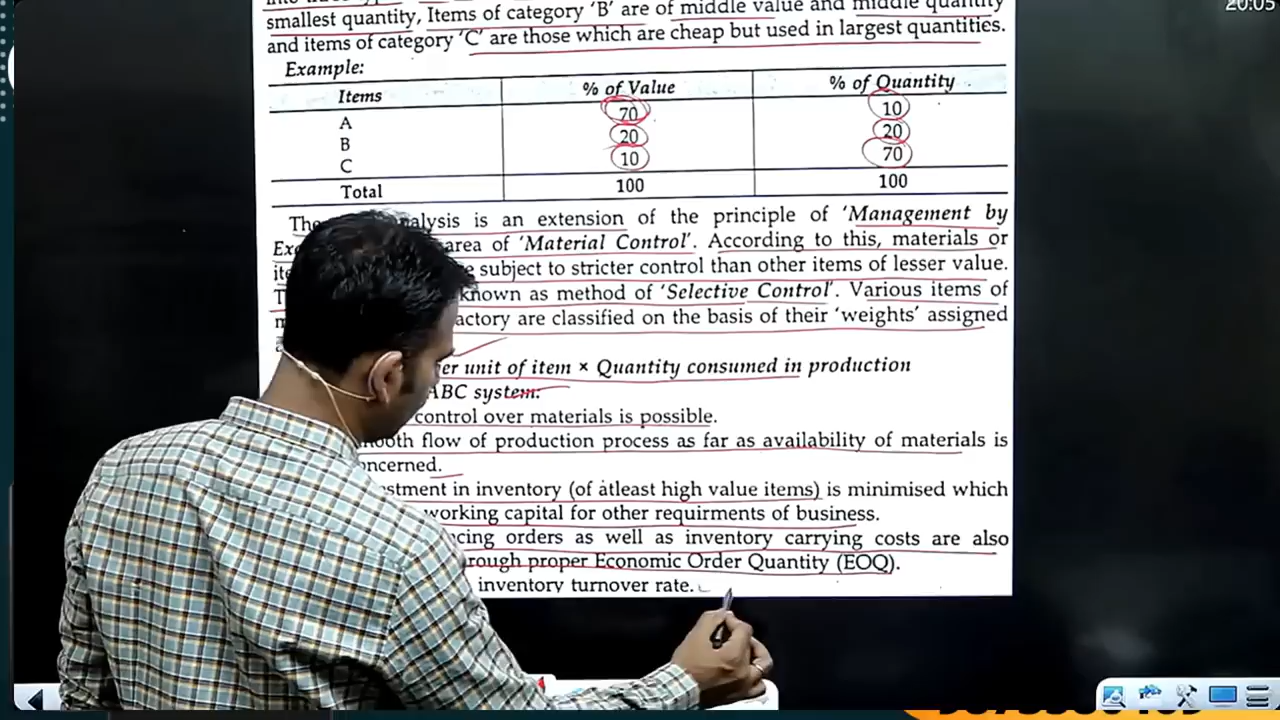 20:05
smallest quantity, Items of category 'B' are of middle value and middle quantity
and items of category 'C' are those which are cheap but used in largest quantities.
Example:
Items % of Value % of Quantity
A 70 10
B 20 20
C 10 70
Total 100 100
alysis is an extension of the principle of 'Management by
area of 'Material Control'. According to this, materials or
e subject to stricter control than other items of lesser value.
known as method of 'Selective Control'. Various items of
actory are classified on the basis of their 'weights' assigned
er unit of item × Quantity consumed in production
ABC system:
control over materials is possible.
ooth flow of production process as far as availability of materials is
oncerned.
estment in inventory (of atleast high value items) is minimised which
working capital for other requirments of business.
cing orders as well as inventory carrying costs are also
rough proper Economic Order Quantity (EOQ).
inventory turnover rate.